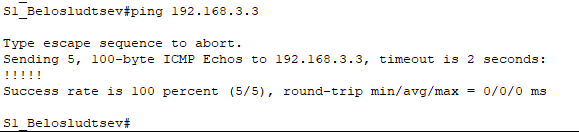 S1_Belosludtsev#ping 192.168.3.3
Type escape sequence to abort.
Sending 5, 100-byte ICMP Echos to 192.168.3.3, timeout is 2 seconds:
!!!!!
Success rate is 100 percent (5/5), round-trip min/avg/max = 0/0/0 ms
S1_Belosludtsev#